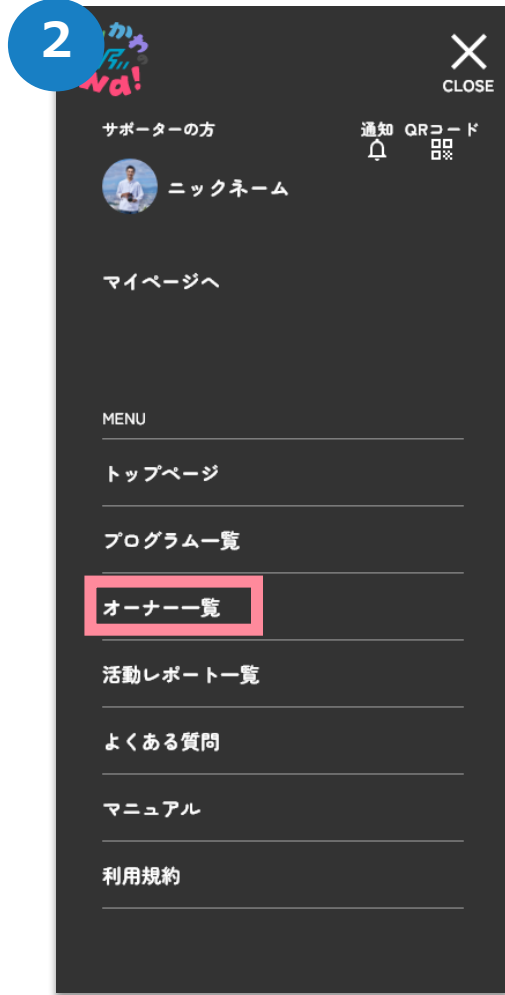 2
CLOSE
サポーターの方
通知 QRコード
ニックネーム
マイページへ
MENU
トップページ
プログラム一覧
オーナー一覧
活動レポート一覧
よくある質問
マニュアル
利用規約